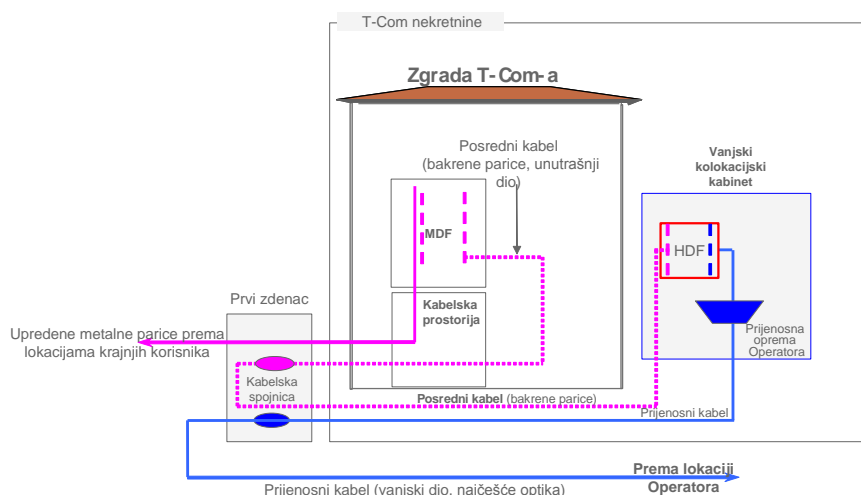 T-Com nekretnine
Zgrada T-Com-a
Posredni kabel
(bakrene parice, unutrašnji
dio)
Vanjski
kolokacijski
kabinet
MDF
HDF
Prvi zdenac
Kabelska
prostorija
Upredene metalne parice prema
lokacijama krajnjih korisnika
Prijenosna
oprema
Operatora
Kabelska
spojnica
Posredni kabel (bakrene parice)
Prijenosni kabel
Prema lokaciji
Operatora
Prijenosni kabel (vanjski dio, najčešće optika)